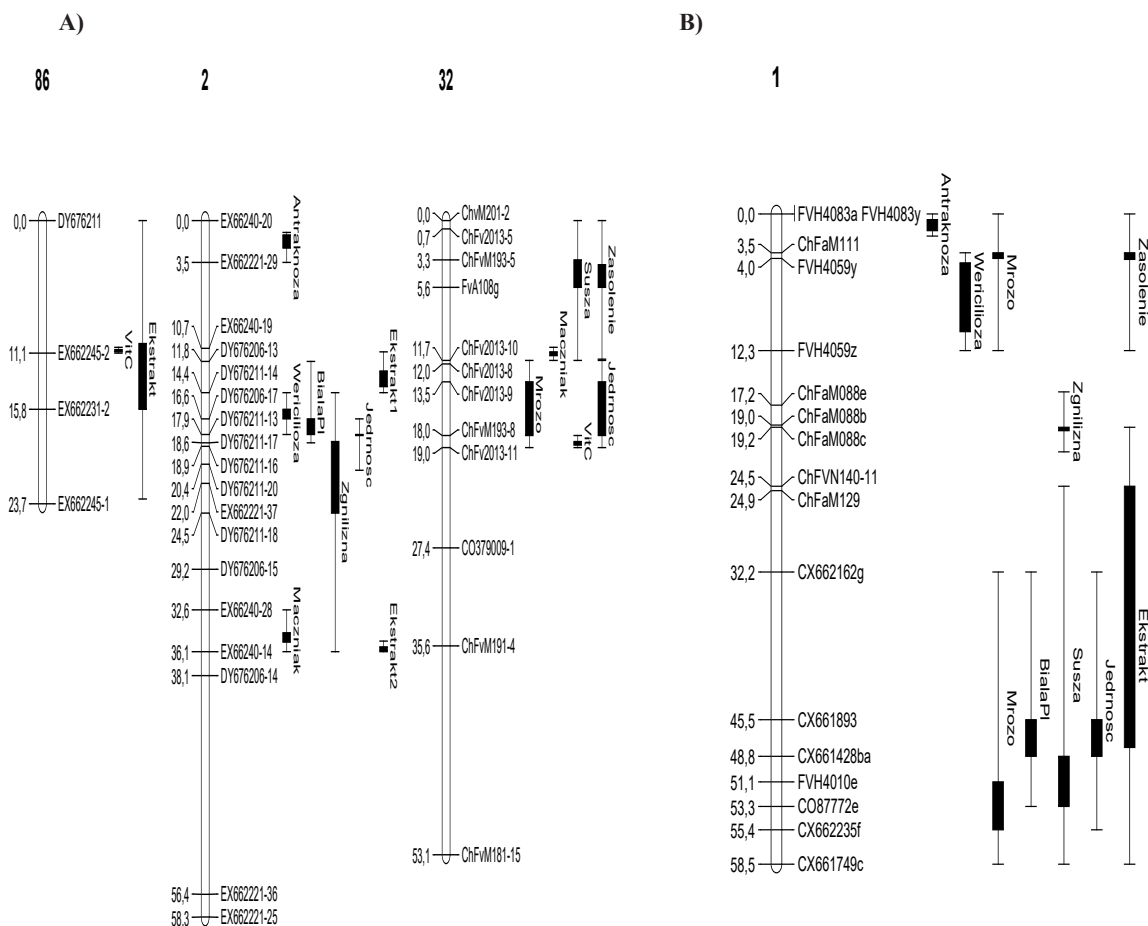 A)
B)
86
2
32
1
0,0 DY676211
11,1 EX662245-2
15,8 EX662231-2
23,7 EX662245-1
VitC
Ekstrakt
0,0 EX66240-20
3,5 EX662221-29
10,7 EX66240-19
11,8 DY676206-13
14,4 DY676211-14
16,6 DY676206-17
17,9 DY676211-13
18,6 DY676211-17
18,9 DY676211-16
20,4 DY676211-20
22,0 EX662221-37
24,5 DY676211-18
29,2 DY676206-15
32,6 EX66240-28
36,1 EX66240-14
38,1 DY676206-14
56,4 EX662221-36
58,3 EX662221-25
Antraknoza
Wericilioza
Maczniak
BialaPl
Zgnilizna
Jedrnosc
Ekstrakt1
Ekstrakt2
0,0 ChvM201-2
0,7 ChFv2013-5
3,3 ChFvM193-5
5,6 FvA108g
11,7 ChFv2013-10
12,0 ChFv2013-8
13,5 ChFv2013-9
18,0 ChFvM193-8
19,0 ChFv2013-11
27,4 CO379009-1
35,6 ChFvM191-4
53,1 ChFvM181-15
Mrozo
Maczniak
Susza
VitC
Zasolenie
Jedrnosc
0,0 FVH4083a FVH4083y
3,5 ChFaM111
4,0 FVH4059y
12,3 FVH4059z
17,2 ChFaM088e
19,0 ChFaM088b
19,2 ChFaM088c
24,5 ChFVN140-11
24,9 ChFaM129
32,2 CX662162g
45,5 CX661893
48,8 CX661428ba
51,1 FVH4010e
53,3 CO87772e
55,4 CX662235f
58,5 CX661749c
Antraknoza
Wericilioza
Mrozo
Zasolenie
Zgnilizna
Mrozo
BialaPl
Susza
Jedrnosc
Ekstrakt